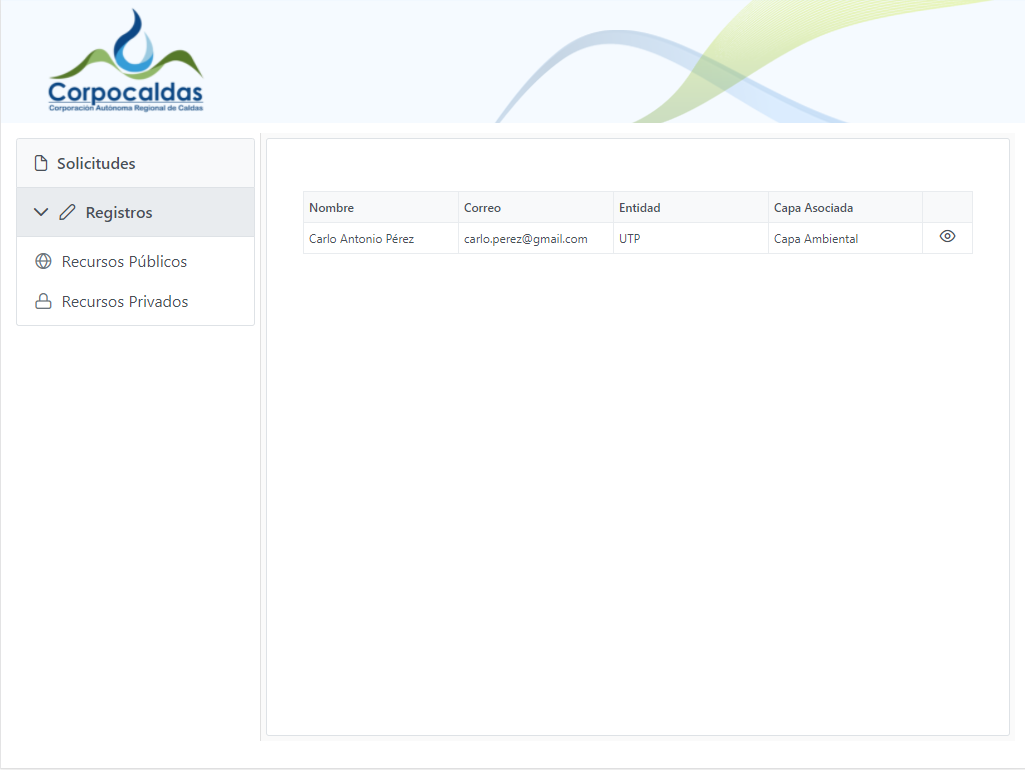 Corpocaldas
Corporación Autónoma Regional de Caldas
Solicitudes
Registros
Recursos Públicos
Recursos Privados
Nombre Correo Entidad Capa Asociada
Carlo Antonio Pérez carlo.perez@gmail.com UTP Capa Ambiental